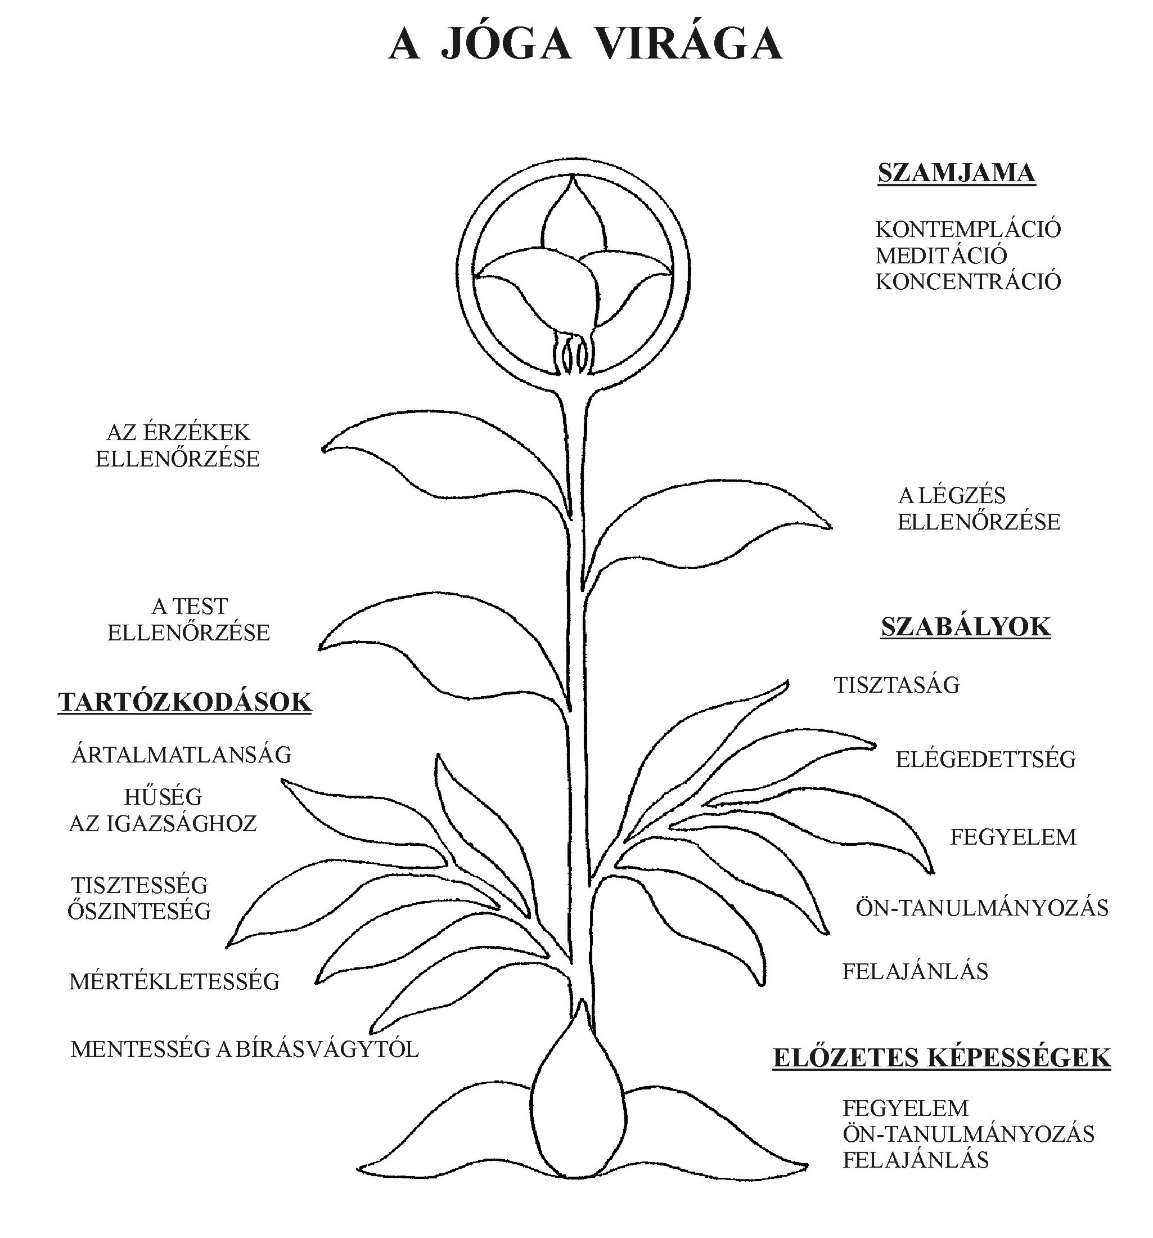 A JÓGA VIRÁGA
SZAMJAMA
KONTEMPLÁCIÓ
MEDITÁCIÓ
KONCENTRÁCIÓ
AZ ÉRZÉKEK
ELLENŐRZÉSE
A LÉGZÉS
ELLENŐRZÉSE
A TEST
ELLENŐRZÉSE
SZABÁLYOK
TISZTASÁG
ELÉGEDETTSÉG
FEGYELEM
ÖN-TANULMÁNYOZÁS
FELAJÁNLÁS
TARTÓZKODÁSOK
ÁRTALMATLANSÁG
HŰSÉG
AZ IGAZSÁGHOZ
TISZTESSÉG
ŐSZINTESÉG
MÉRTÉKLETESSÉG
MENTESSÉG A BÍRÁSVÁGYTÓL
ELŐZETES KÉPESSÉGEK
FEGYELEM
ÖN-TANULMÁNYOZÁS
FELAJÁNLÁS